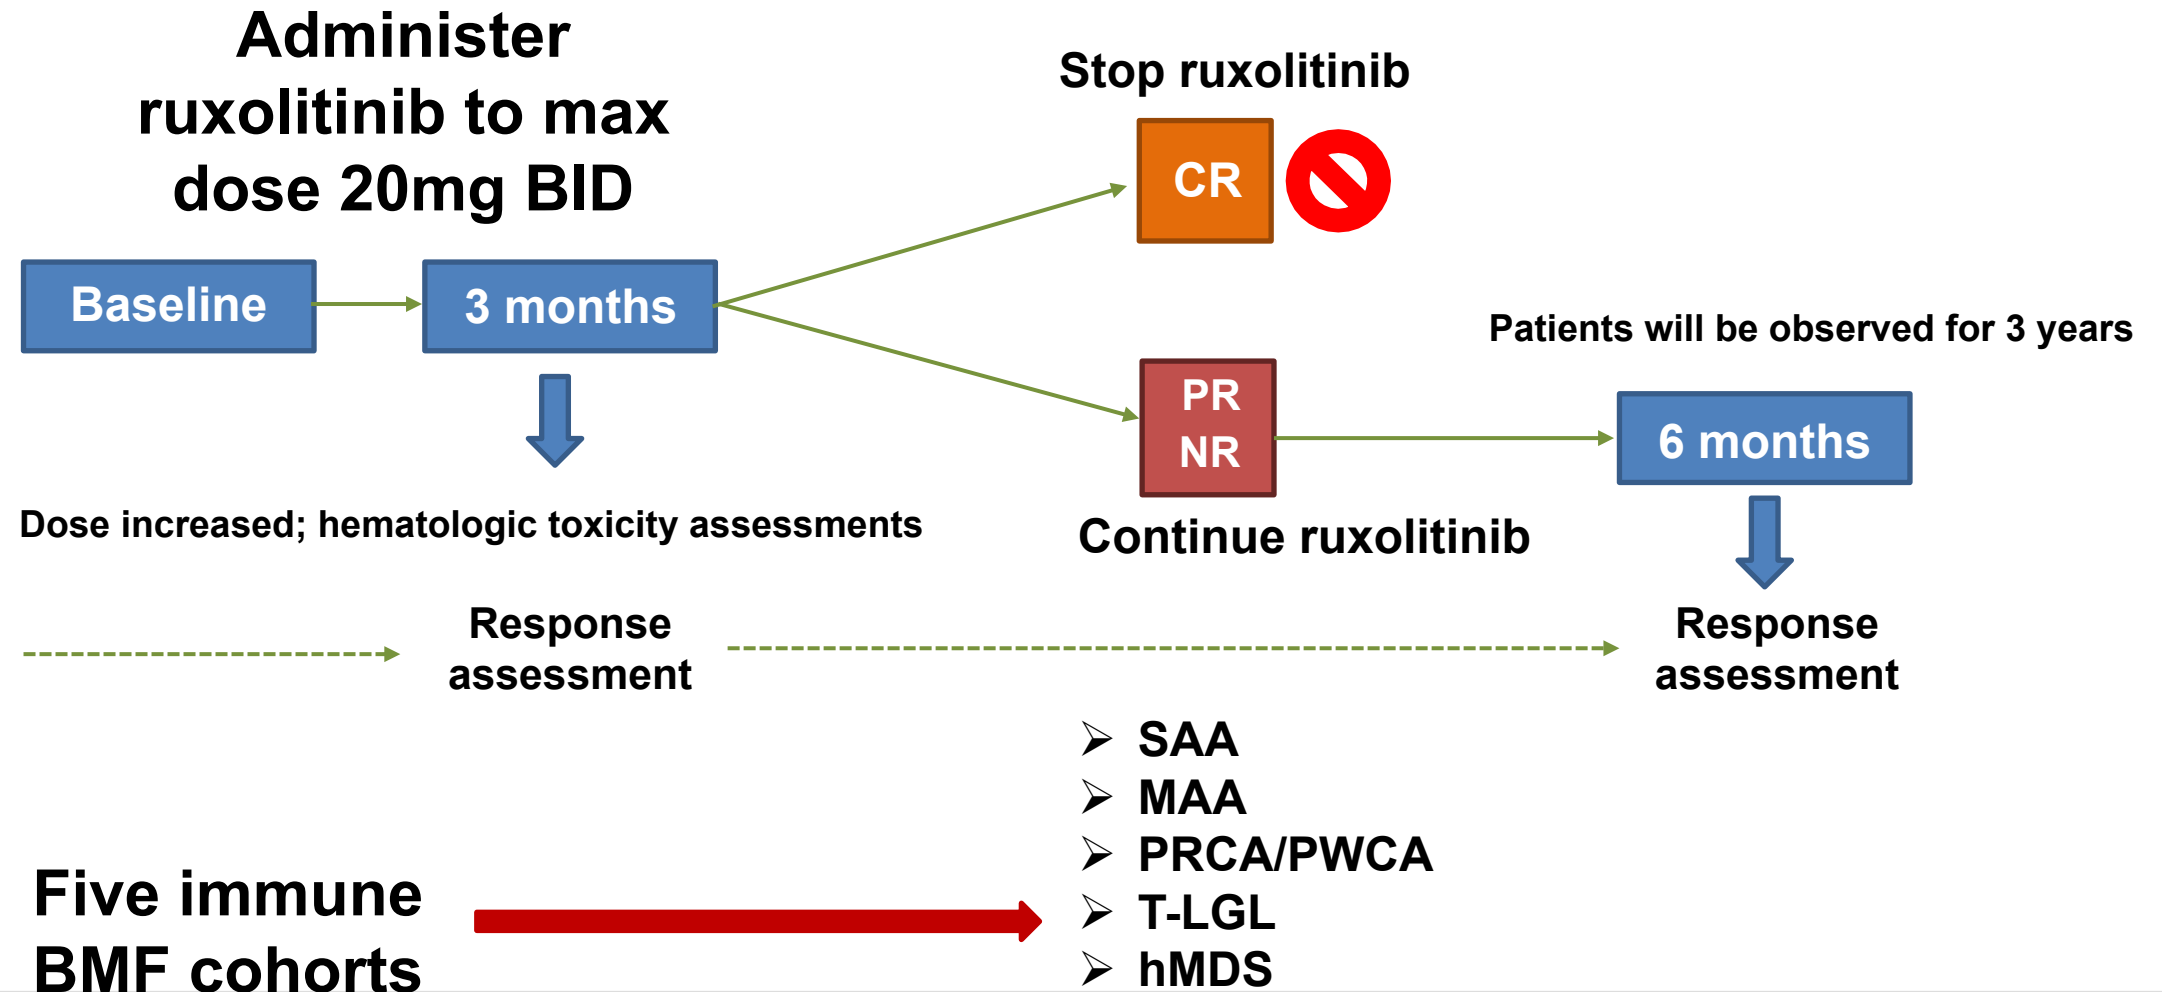 Administer
ruxolitinib to max
dose 20mg BID
Stop ruxolitinib
CR
Baseline
3 months
Patients will be observed for 3 years
PR
NR
6 months
Dose increased; hematologic toxicity assessments
Continue ruxolitinib
Response
assessment
Response
assessment
Five immune
BMF cohorts
➢ SAA
➢ MAA
➢ PRCA/PWCA
➢ T-LGL
➢ hMDS